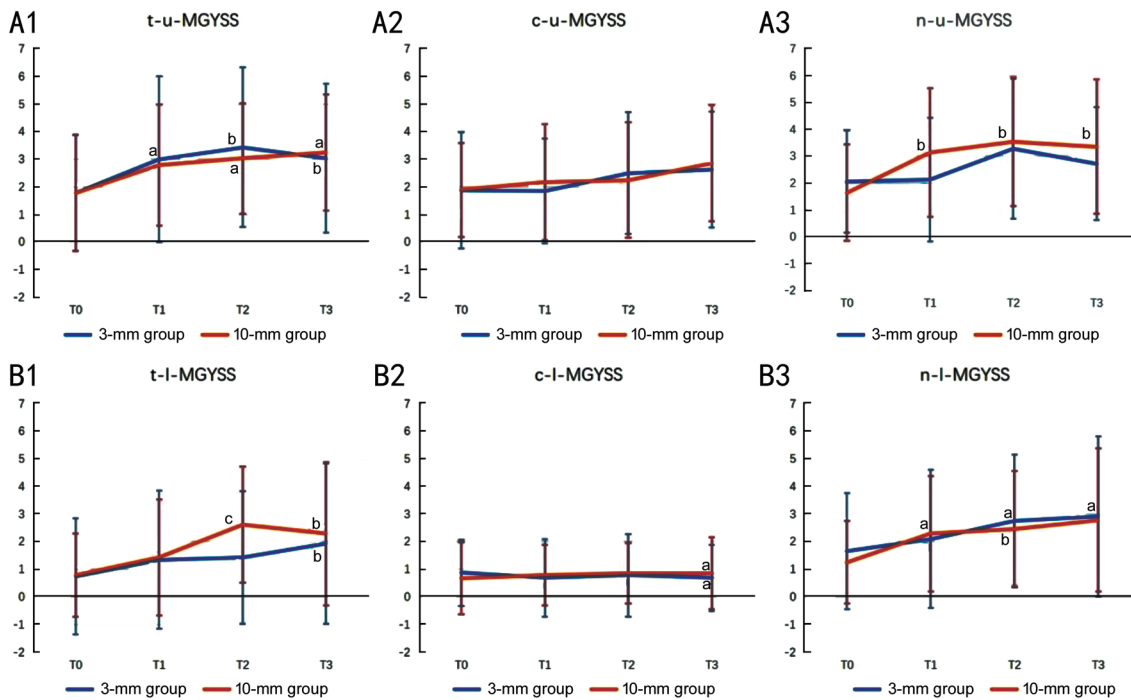 A1 t-u-MGYSS
7
6
5
4
3
2
1
0
-1
-2
a b a
a b
T0 T1 T2 T3
3-mm group 10-mm group
A2 c-u-MGYSS
7
6
5
4
3
2
1
0
-1
-2
T0 T1 T2 T3
3-mm group 10-mm group
A3 n-u-MGYSS
7
6
5
4
3
2
1
0
-1
-2
b b b
T0 T1 T2 T3
3-mm group 10-mm group
B1 t-l-MGYSS
7
6
5
4
3
2
1
0
-1
-2
c b
b
T0 T1 T2 T3
3-mm group 10-mm group
B2 c-l-MGYSS
7
6
5
4
3
2
1
0
-1
-2
a
a
T0 T1 T2 T3
3-mm group 10-mm group
B3 n-l-MGYSS
7
6
5
4
3
2
1
0
-1
-2
a a a
b
T0 T1 T2 T3
3-mm group 10-mm group